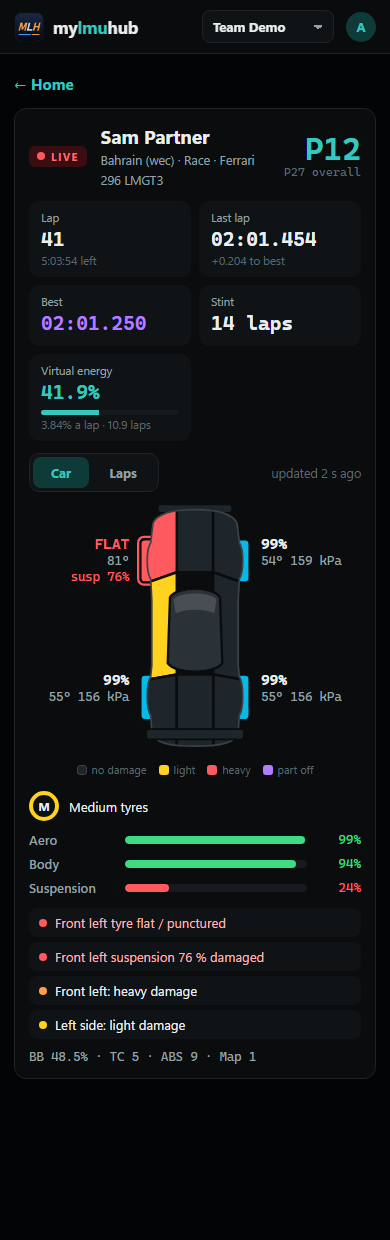 MLH mylmuhub Team Demo A
← Home
LIVE
Sam Partner
Bahrain (wec) · Race · Ferrari
296 LMGT3
P12
P27 overall
Lap
41
5:03:54 left
Last lap
02:01.454
+0.204 to best
Best
02:01.250
Stint
14 laps
Virtual energy
41.9%
3.84% a lap · 10.9 laps
Car Laps updated 2 s ago
FLAT
81°
susp 76%
99%
54° 159 kPa
99%
55° 156 kPa
99%
55° 156 kPa
no damage light heavy part off
M Medium tyres
Aero 99%
Body 94%
Suspension 24%
Front left tyre flat / punctured
Front left suspension 76 % damaged
Front left: heavy damage
Left side: light damage
BB 48.5% · TC 5 · ABS 9 · Map 1